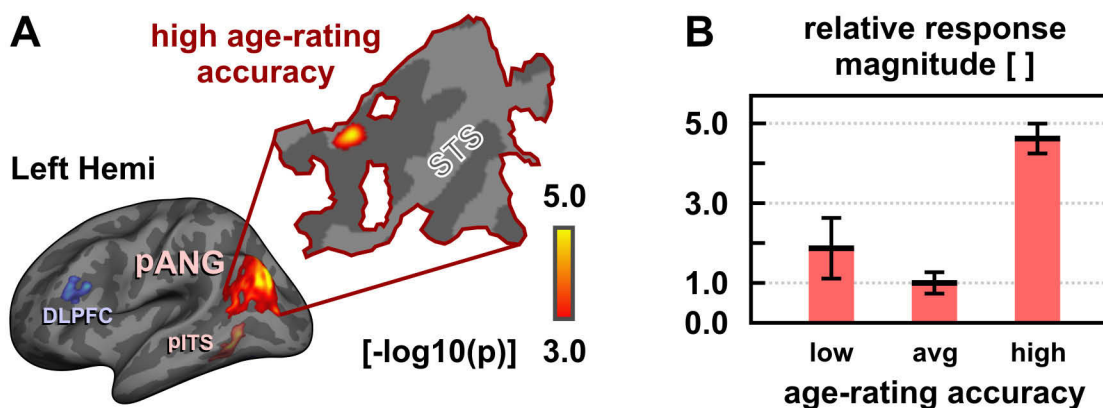 A
high age-rating
accuracy
STS
Left Hemi
5.0
pANG
DLPFC
pITS
[-log10(p)]
3.0
B
relative response
magnitude [ ]
5.0
3.0
1.0
0.0
low avg high
age-rating accuracy